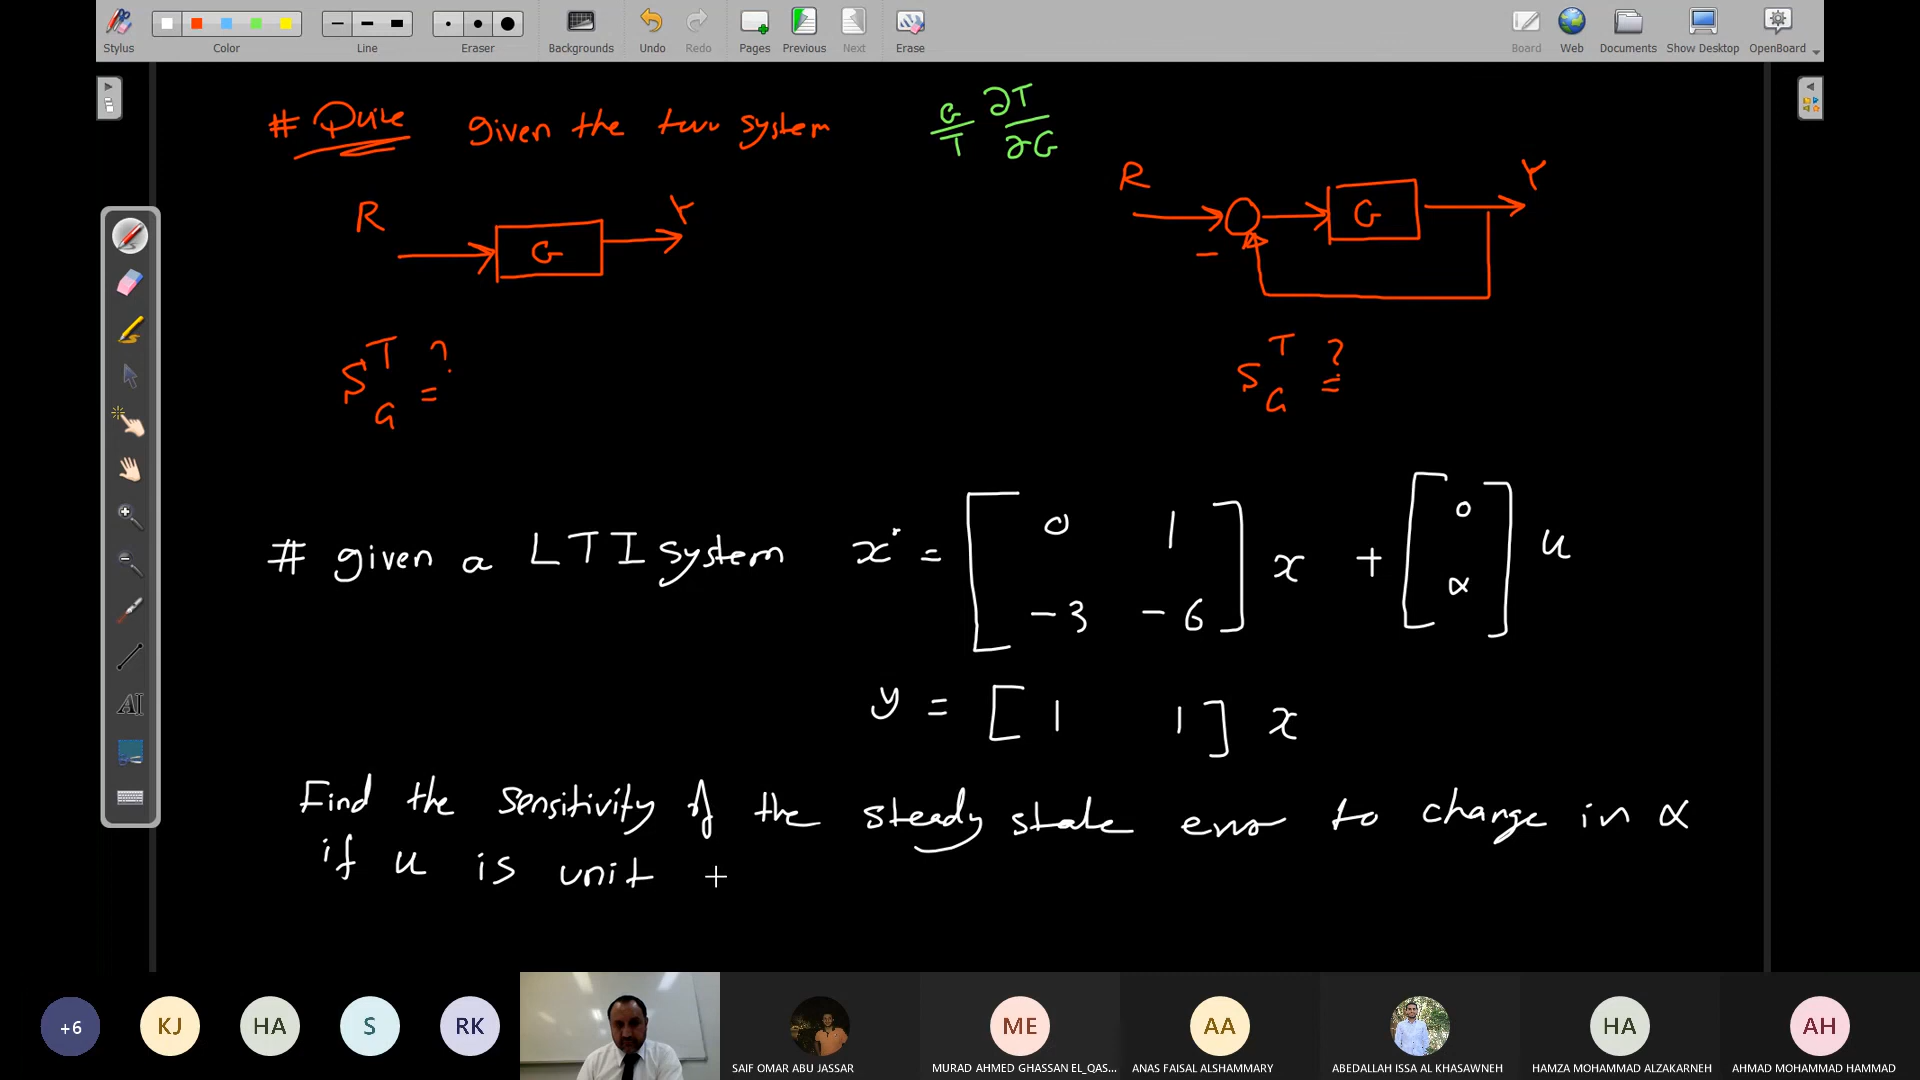 Stylus Color Line Eraser Backgrounds Undo Redo Pages Previous Next Erase Board Web Documents Show Desktop OpenBoard
# Quize given the two system
G/T ∂T/∂G
R G Y
R G Y
−
S T G = ?
S T G = ?
# given a LTI system x˙ = [ 0 1 ; -3 -6 ] x + [ 0 ; α ] u
y = [ 1 1 ] x
Find the sensitivity of the steady state error to change in α
if u is unit
+6 KJ HA S RK ME AA HA AH
SAIF OMAR ABU JASSAR
MURAD AHMED GHASSAN EL_QAS...
ANAS FAISAL ALSHAMMARY
ABEDALLAH ISSA AL KHASAWNEH
HAMZA MOHAMMAD ALZAKARNEH
AHMAD MOHAMMAD HAMMAD